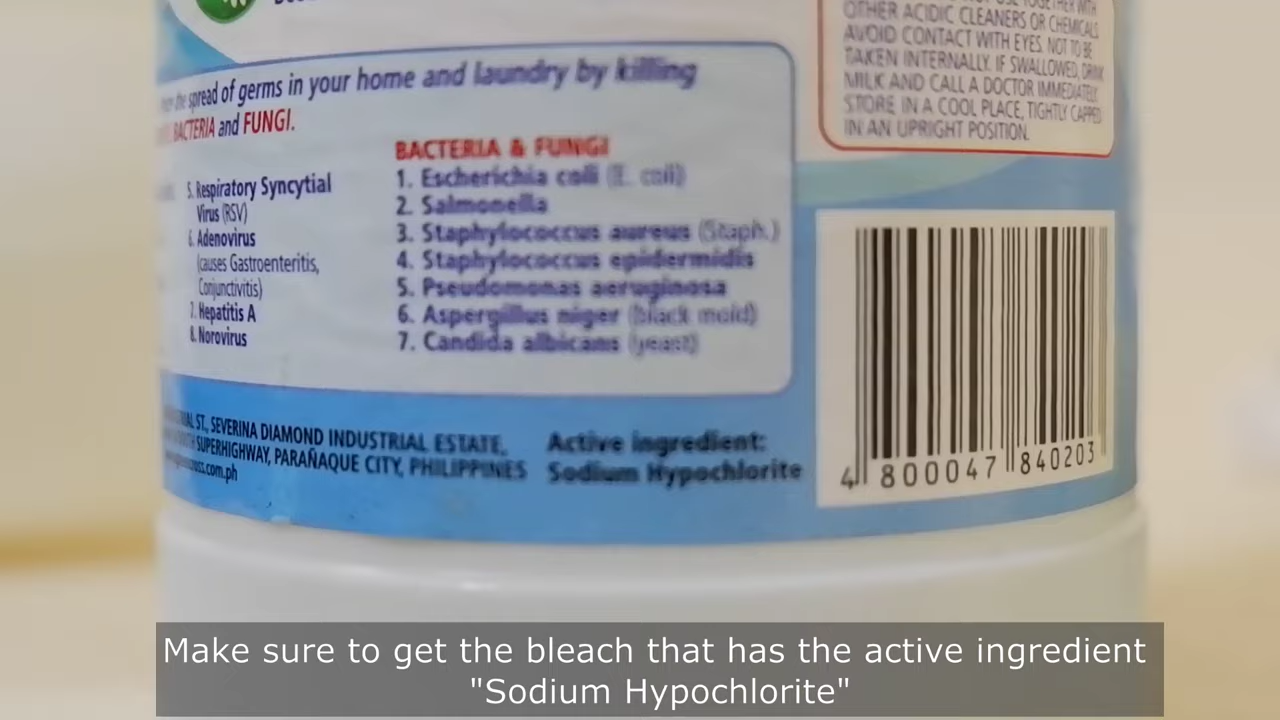 OTHER ACIDIC CLEANERS OR CHEMICALS.
AVOID CONTACT WITH EYES. NOT TO BE
TAKEN INTERNALLY. IF SWALLOWED, DRINK
MILK AND CALL A DOCTOR IMMEDIATELY.
STORE IN A COOL PLACE, TIGHTLY CAPPED
IN AN UPRIGHT POSITION.
the spread of germs in your home and laundry by killing
BACTERIA and FUNGI.
5. Respiratory Syncytial
Virus (RSV)
6. Adenovirus
(causes Gastroenteritis,
Conjunctivitis)
7. Hepatitis A
8. Norovirus
BACTERIA & FUNGI
1. Escherichia coli (E. coli)
2. Salmonella
3. Staphylococcus aureus (Staph.)
4. Staphylococcus epidermidis
5. Pseudomonas aeruginosa
6. Aspergillus niger (black mold)
7. Candida albicans (yeast)
ST., SEVERINA DIAMOND INDUSTRIAL ESTATE,
SUPERHIGHWAY, PARAÑAQUE CITY, PHILIPPINES
Active ingredient:
Sodium Hypochlorite
4 800047 840203
Make sure to get the bleach that has the active ingredient
"Sodium Hypochlorite"